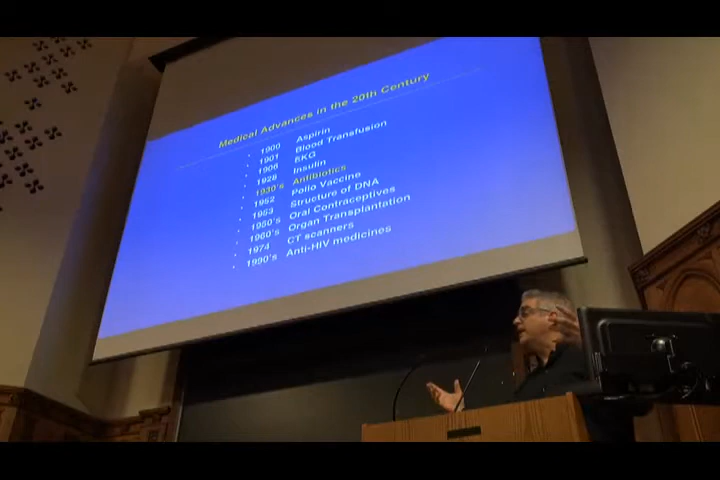 Medical Advances in the 20th Century
1900 Aspirin
1901 Blood Transfusion
1906 EKG
1928 Insulin
1930's Antibiotics
1952 Polio Vaccine
1953 Structure of DNA
1950's Oral Contraceptives
1960's Organ Transplantation
1974 CT scanners
1990's Anti-HIV medicines